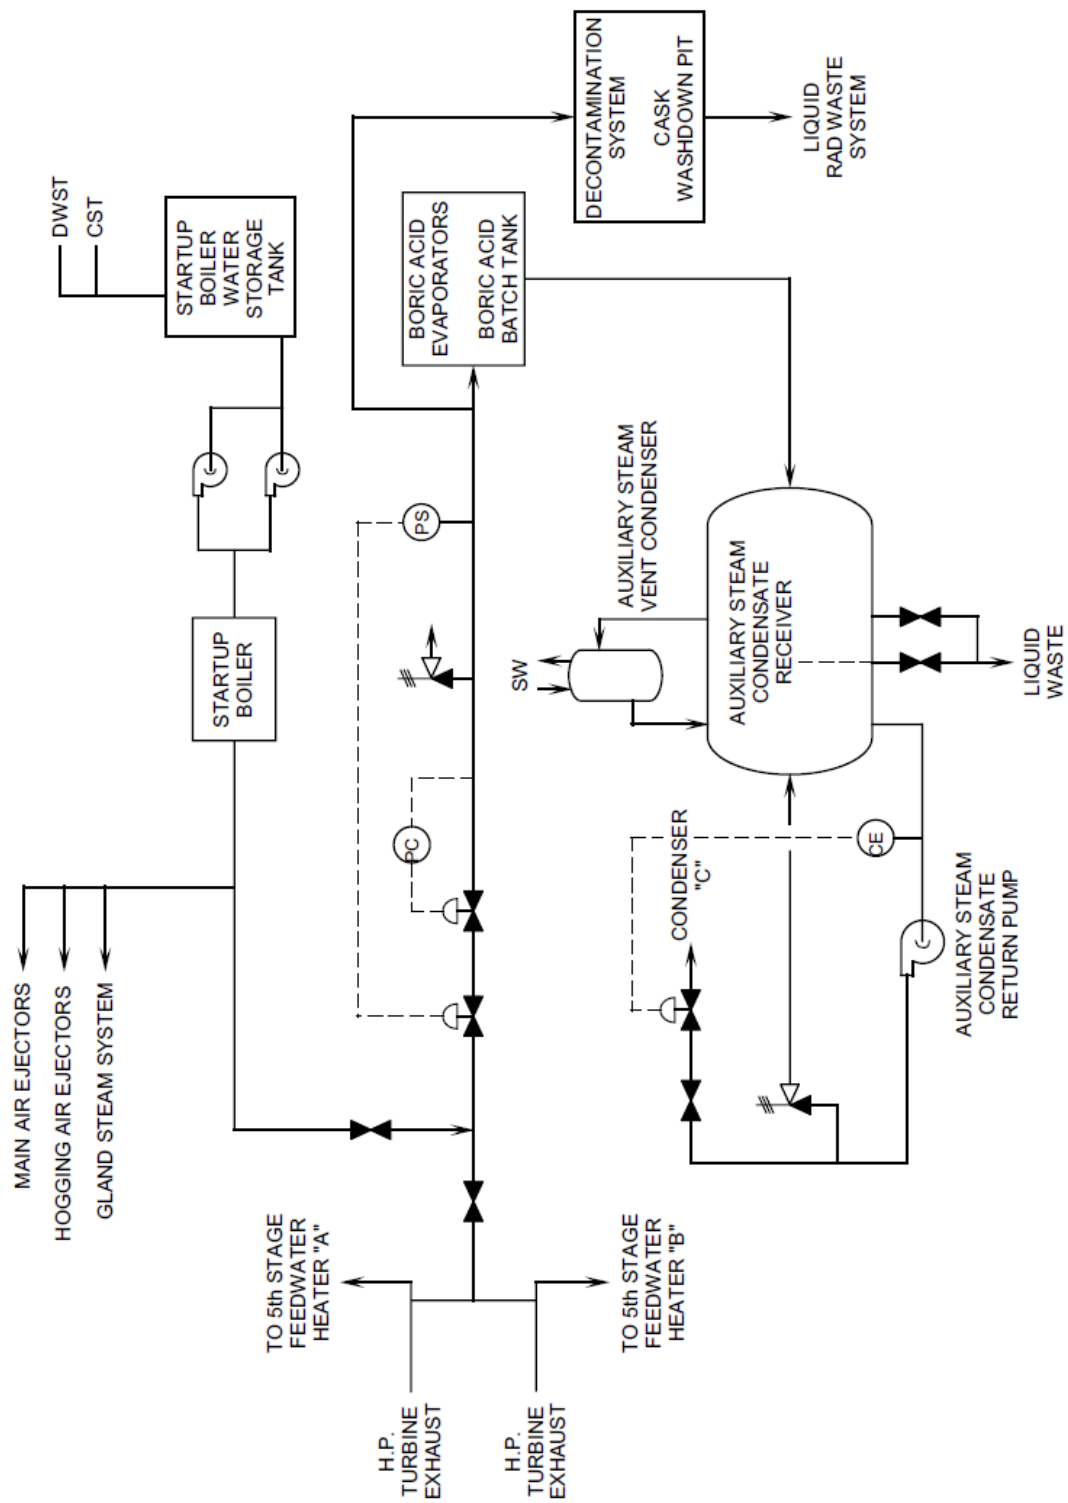 MAIN AIR EJECTORS
HOGGING AIR EJECTORS
GLAND STEAM SYSTEM
STARTUP
BOILER
DWST
CST
STARTUP
BOILER
WATER
STORAGE
TANK
H.P.
TURBINE
EXHAUST
TO 5th STAGE
FEEDWATER
HEATER "A"
H.P.
TURBINE
EXHAUST
TO 5th STAGE
FEEDWATER
HEATER "B"
PC
PS
BORIC ACID
EVAPORATORS
BORIC ACID
BATCH TANK
DECONTAMINATION
SYSTEM
CASK
WASHDOWN PIT
LIQUID
RAD WASTE
SYSTEM
SW
AUXILIARY STEAM
VENT CONDENSER
CONDENSER
"C"
AUXILIARY STEAM
CONDENSATE
RECEIVER
CE
AUXILIARY STEAM
CONDENSATE
RETURN PUMP
LIQUID
WASTE